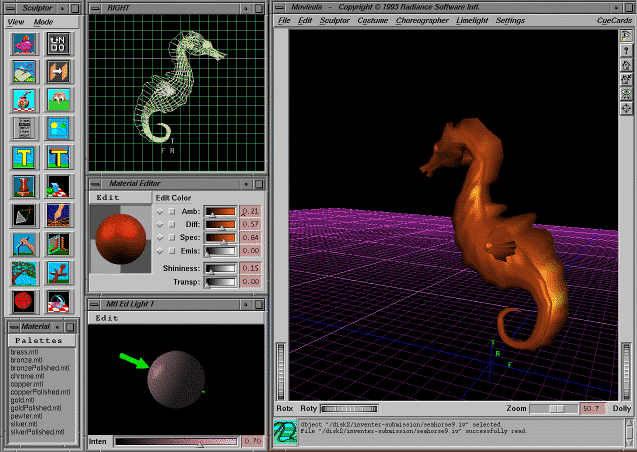 Sculptor
View Mode
UNDO
T T
Material
Palettes
brass.mtl
bronze.mtl
bronzePolished.mtl
chrome.mtl
copper.mtl
copperPolished.mtl
gold.mtl
goldPolished.mtl
pewter.mtl
silver.mtl
silverPolished.mtl
RIGHT
T
F R
Material Editor
Edit
Edit Color
Amb: 0.21
Diff: 0.57
Spec: 0.64
Emis: 0.00
Shininess: 0.15
Transp: 0.00
Mtl Ed Light 1
Edit
Inten 0.70
Movieola – Copyright © 1993 Radiance Software Intl.
File Edit Sculptor Costume Choreographer Limelight Settings CueCards
?
T
R F
Rotx Roty Zoom 50.7 Dolly
Object "/disk2/inventer-submission/seahorse9.iv" selected.
File "/disk2/inventer-submission/seahorse9.iv" successfully read.